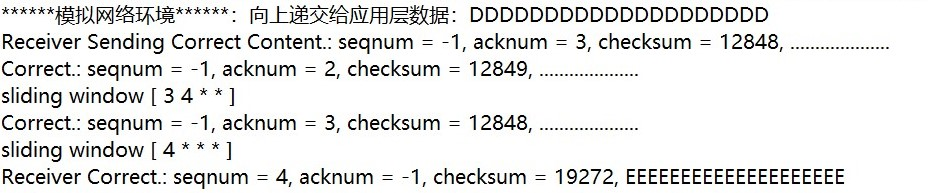 ******模拟网络环境******：向上递交给应用层数据：DDDDDDDDDDDDDDDDDDDD
Receiver Sending Correct Content.: seqnum = -1, acknum = 3, checksum = 12848, ....................
Correct.: seqnum = -1, acknum = 2, checksum = 12849, ....................
sliding window [ 3 4 * * ]
Correct.: seqnum = -1, acknum = 3, checksum = 12848, ....................
sliding window [ 4 * * * ]
Receiver Correct.: seqnum = 4, acknum = -1, checksum = 19272, EEEEEEEEEEEEEEEEEEEE